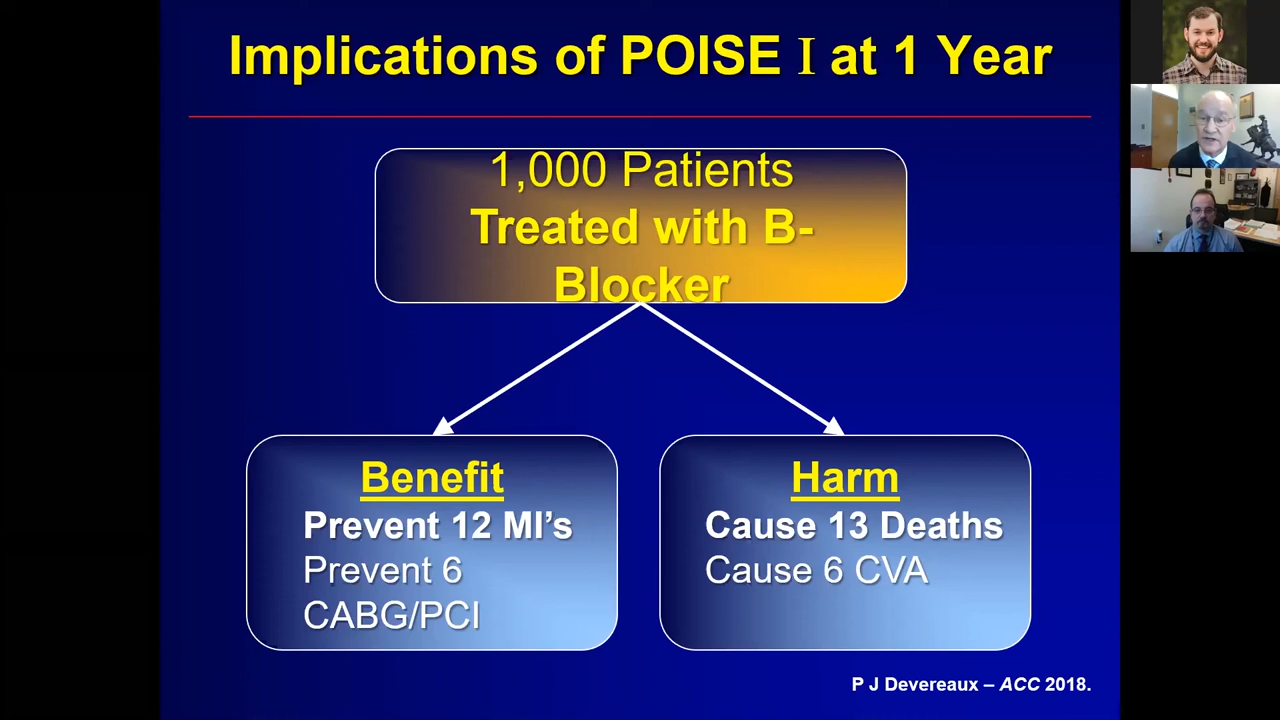 Implications of POISE I at 1 Year
1,000 Patients
Treated with B-
Blocker
Benefit
Prevent 12 MI’s
Prevent 6
CABG/PCI
Harm
Cause 13 Deaths
Cause 6 CVA
P J Devereaux – ACC 2018.